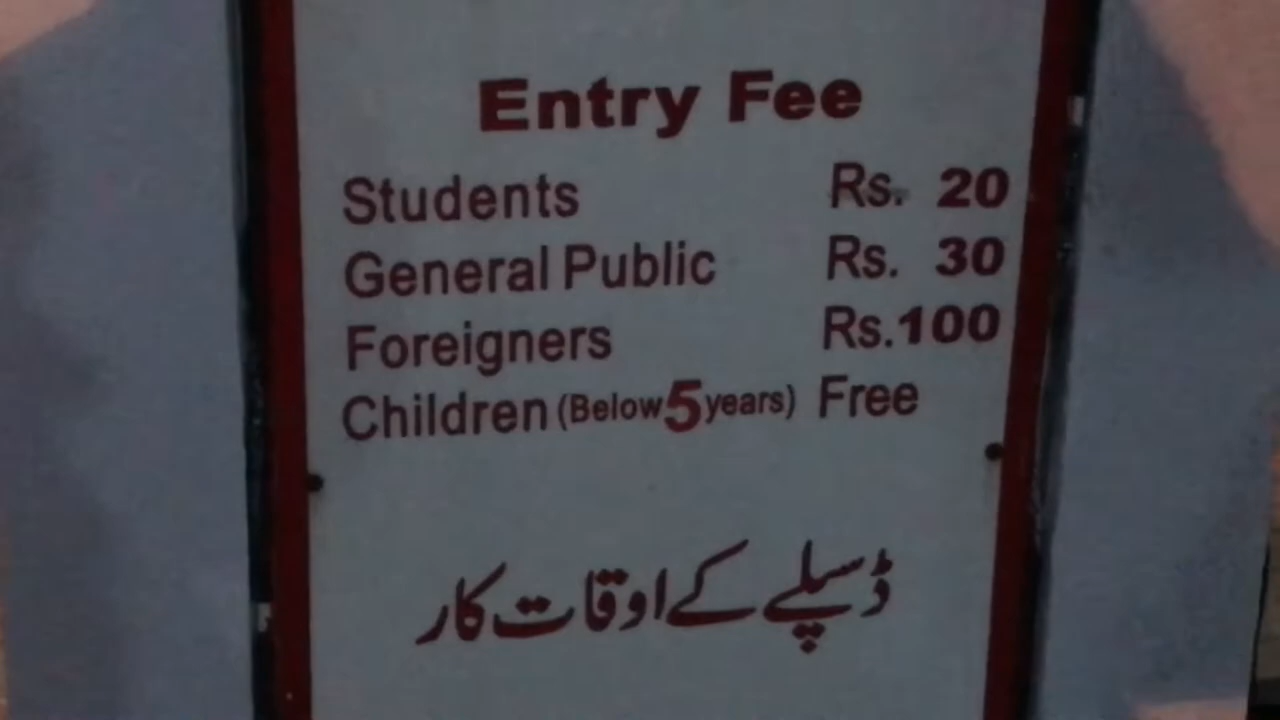 Entry Fee
Students Rs. 20
General Public Rs. 30
Foreigners Rs.100
Children (Below 5 years) Free
ڈسپلے کے اوقات کار